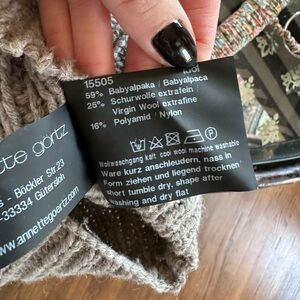 15505
59% Babyalpaka / Babyalpaca
25% Schurwolle extrafein /
Virgin Wool extrafine
16% Polyamid / Nylon
Wollwaschgang kalt cool wool machine washable
Ware kurz anschleudern, nass in
Form ziehen und liegend trocknen
short tumble dry, shape after
washing and dry flat
tte görtz
s - Böckler Str.23
-33334 Gütersloh
www.annettegoertz.com